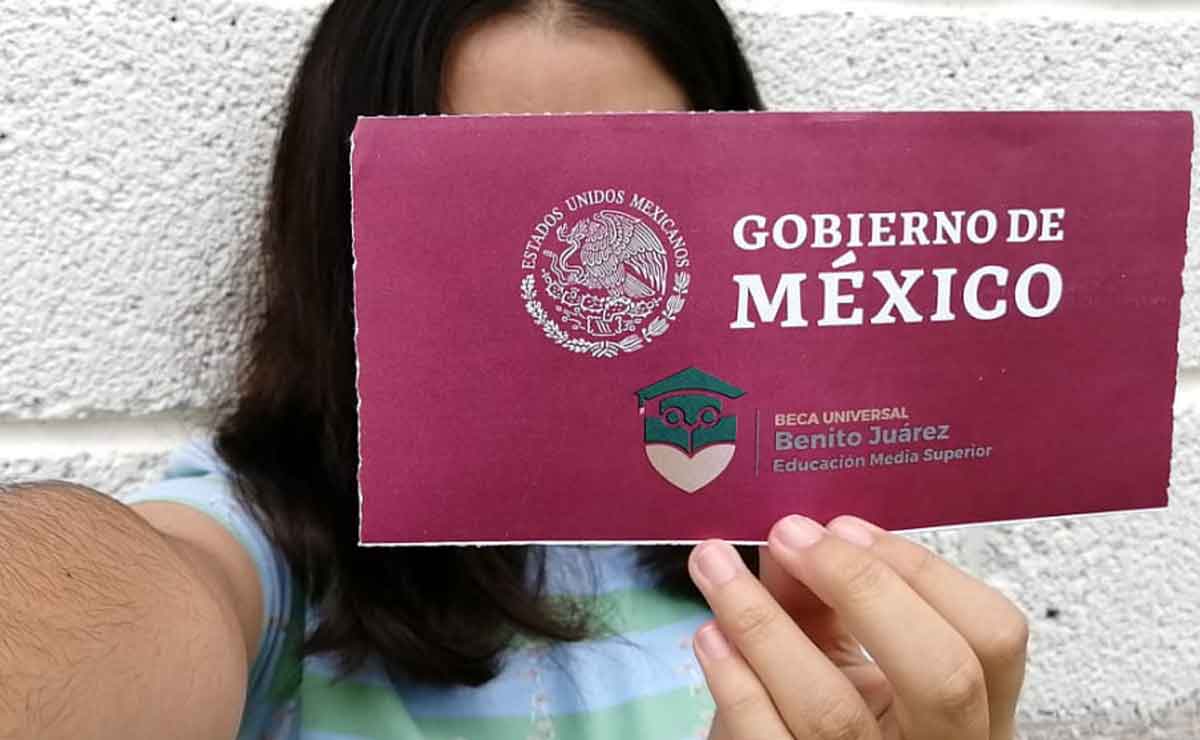 ESTADOS UNIDOS MEXICANOS
GOBIERNO DE
MÉXICO
BECA UNIVERSAL
Benito Juárez
Educación Media Superior